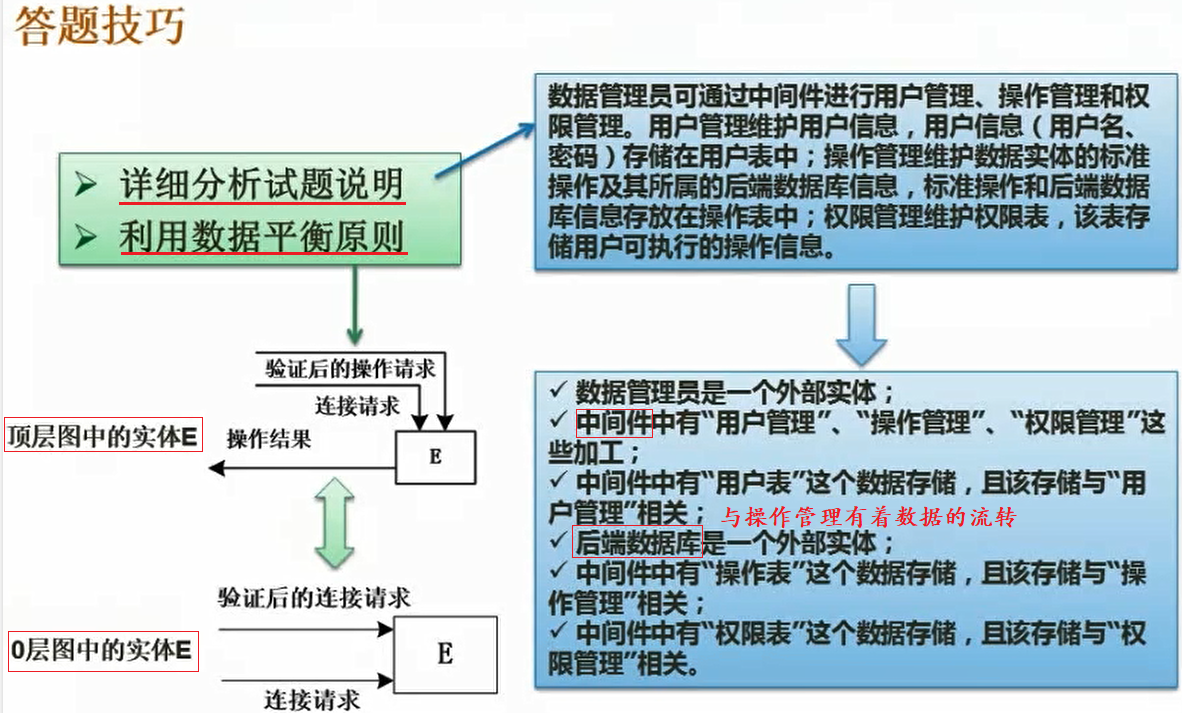 答题技巧
详细分析试题说明
利用数据平衡原则
数据管理员可通过中间件进行用户管理、操作管理和权
限管理。用户管理维护用户信息，用户信息（用户名、
密码）存储在用户表中；操作管理维护数据实体的标准
操作及其所属的后端数据库信息，标准操作和后端数据
库信息存放在操作表中；权限管理维护权限表，该表存
储用户可执行的操作信息。
验证后的操作请求
连接请求
顶层图中的实体E
操作结果
E
验证后的连接请求
0层图中的实体E
E
连接请求
✓ 数据管理员是一个外部实体；
✓ 中间件中有“用户管理”、“操作管理”、“权限管理”这
些加工；
✓ 中间件中有“用户表”这个数据存储，且该存储与“用
户管理”相关； 与操作管理有着数据的流转
✓ 后端数据库是一个外部实体；
✓ 中间件中有“操作表”这个数据存储，且该存储与“操
作管理”相关；
✓ 中间件中有“权限表”这个数据存储，且该存储与“权
限管理”相关。